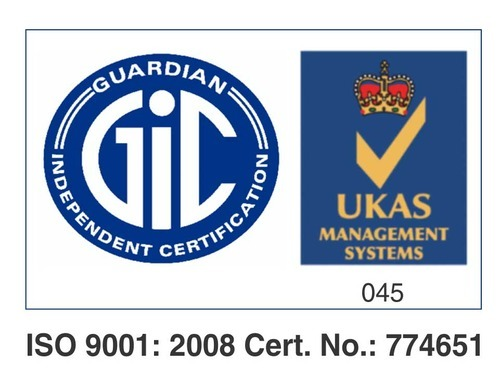 GUARDIAN
GIC
INDEPENDENT CERTIFICATION
UKAS
MANAGEMENT
SYSTEMS
045
ISO 9001: 2008 Cert. No.: 774651